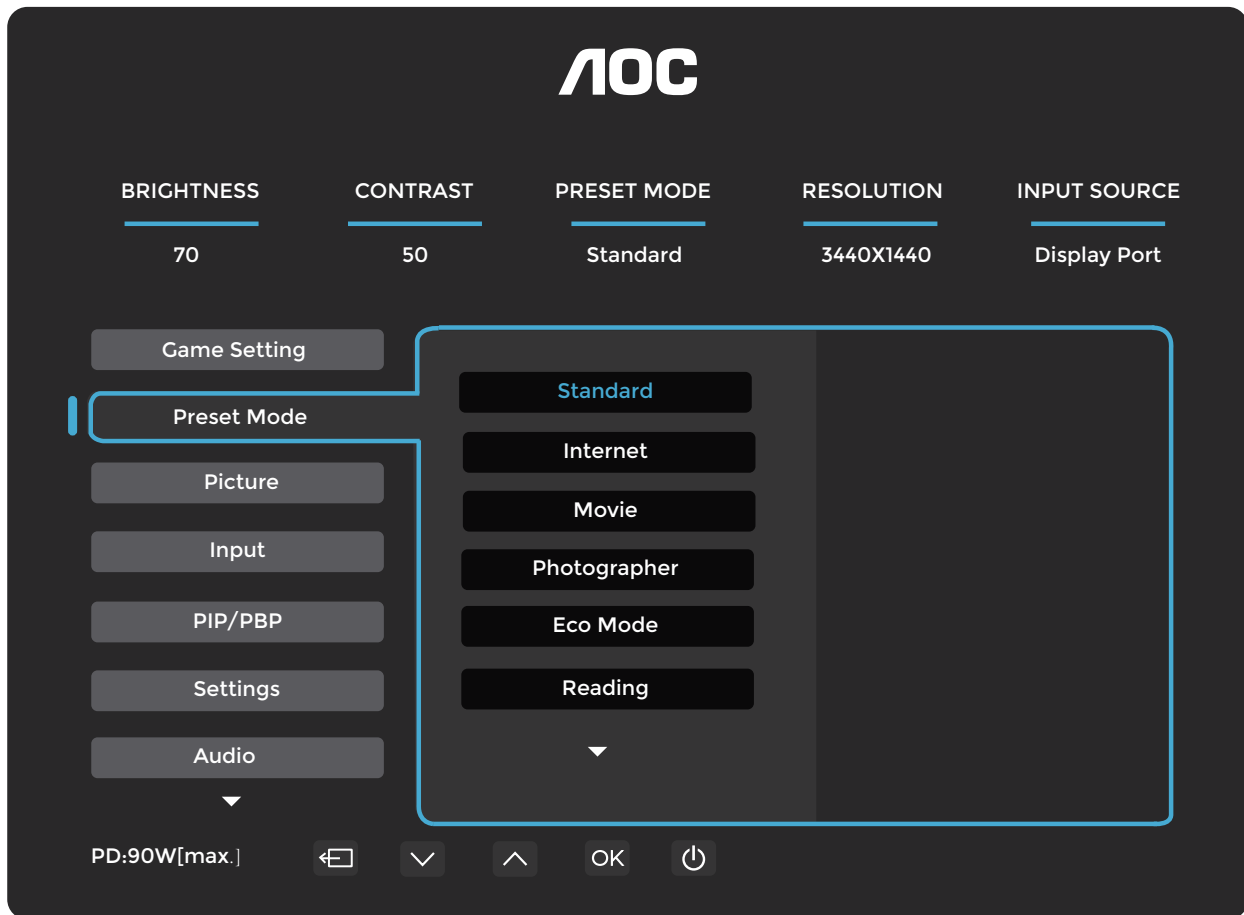 AOC
BRIGHTNESS CONTRAST PRESET MODE RESOLUTION INPUT SOURCE
70 50 Standard 3440X1440 Display Port
Game Setting
Preset Mode
Picture
Input
PIP/PBP
Settings
Audio
Standard
Internet
Movie
Photographer
Eco Mode
Reading
PD:90W[max.]
OK